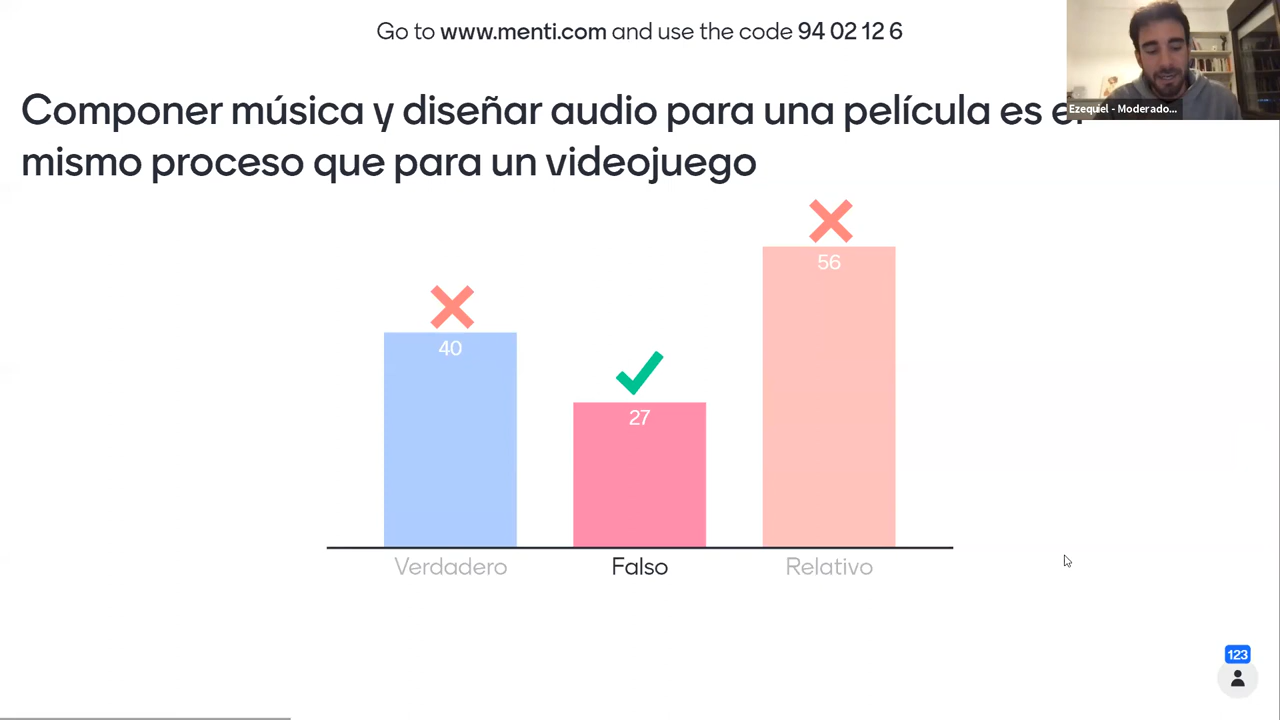 Go to www.menti.com and use the code 94 02 12 6
Ezequiel - Moderado...
Componer música y diseñar audio para una película es el
mismo proceso que para un videojuego
56
40
27
Verdadero
Falso
Relativo
123